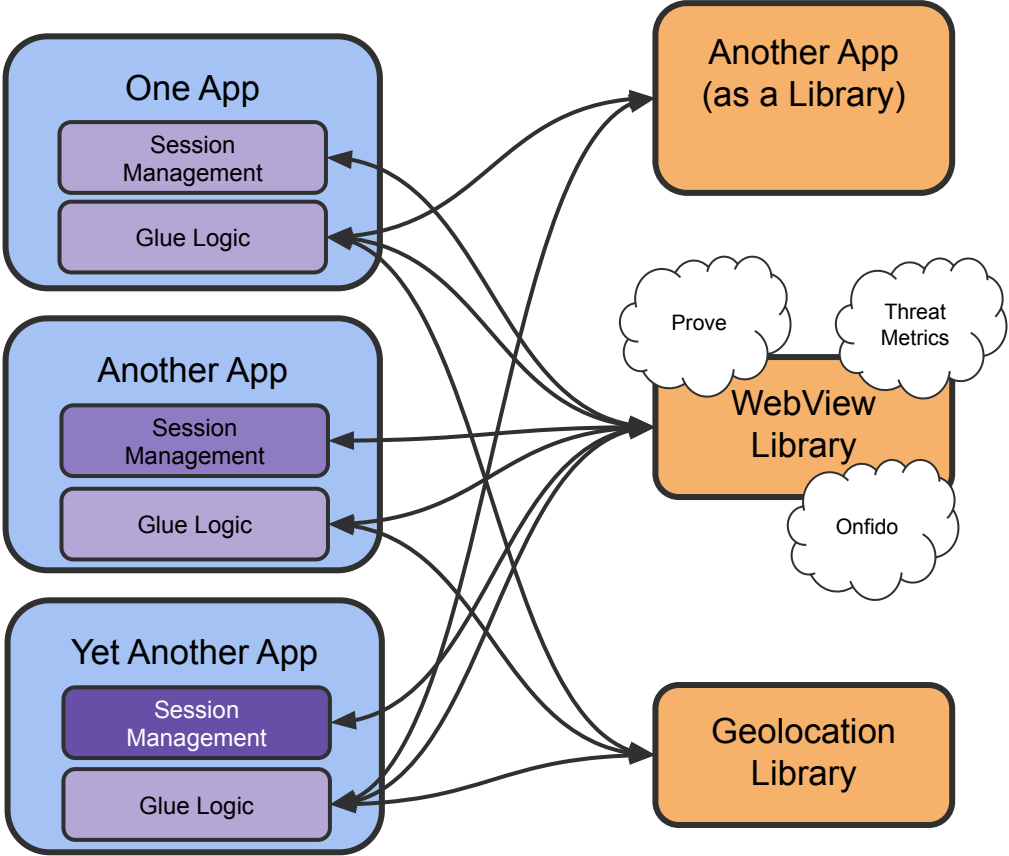 One App
Session
Management
Glue Logic
Another App
Session
Management
Glue Logic
Yet Another App
Session
Management
Glue Logic
Another App
(as a Library)
Prove
Threat
Metrics
WebView
Library
Onfido
Geolocation
Library